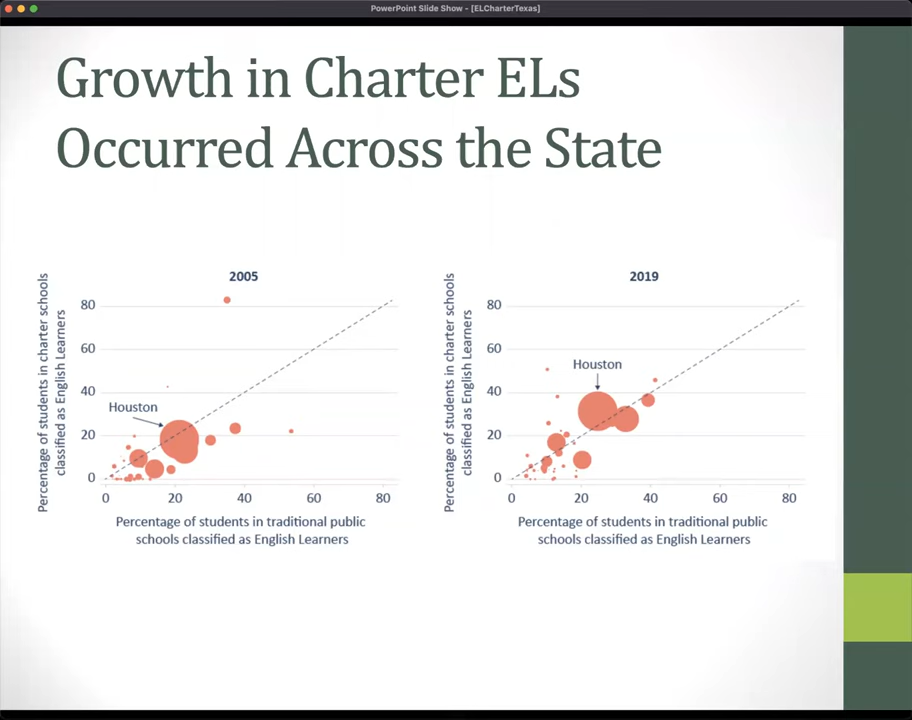 PowerPoint Slide Show - [ELCharterTexas]
Growth in Charter ELs
Occurred Across the State
2005
Percentage of students in charter schools
classified as English Learners
80
60
40
20
0
Houston
0 20 40 60 80
Percentage of students in traditional public
schools classified as English Learners
2019
Percentage of students in charter schools
classified as English Learners
80
60
40
20
0
Houston
0 20 40 60 80
Percentage of students in traditional public
schools classified as English Learners